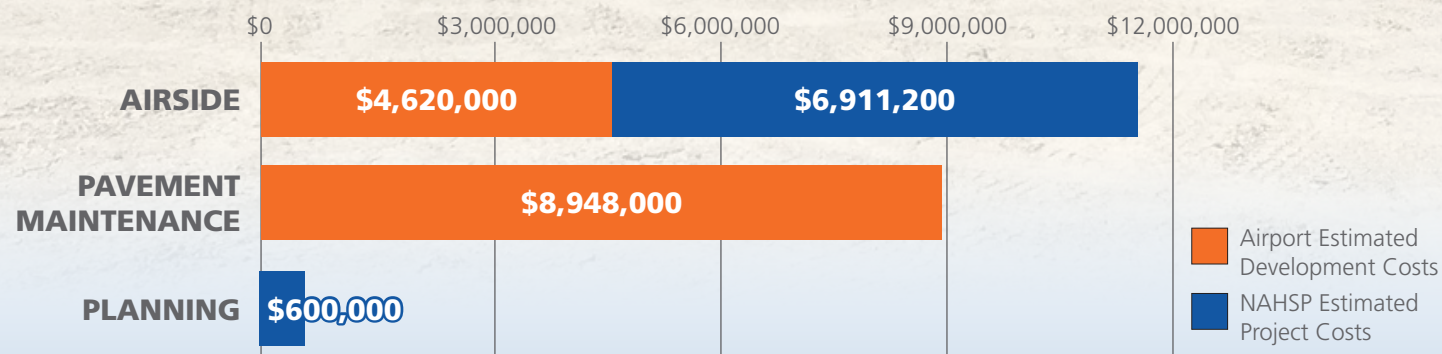 $0 $3,000,000 $6,000,000 $9,000,000 $12,000,000
AIRSIDE $4,620,000 $6,911,200
PAVEMENT
MAINTENANCE $8,948,000
PLANNING $600,000
Airport Estimated
Development Costs
NAHSP Estimated
Project Costs